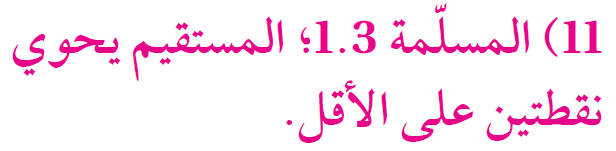 11) المسلّمة 1.3؛ المستقيم يحوي
نقطتين على الأقل.